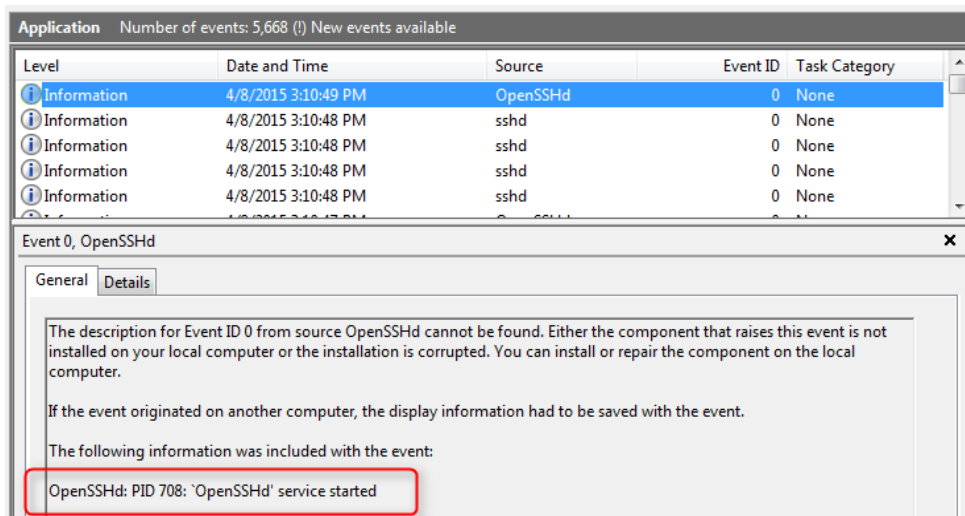 Application Number of events: 5,668 (!) New events available
Level Date and Time Source Event ID Task Category
Information 4/8/2015 3:10:49 PM OpenSSHd 0 None
Information 4/8/2015 3:10:48 PM sshd 0 None
Information 4/8/2015 3:10:48 PM sshd 0 None
Information 4/8/2015 3:10:48 PM sshd 0 None
Information 4/8/2015 3:10:48 PM sshd 0 None
Event 0, OpenSSHd
General Details
The description for Event ID 0 from source OpenSSHd cannot be found. Either the component that raises this event is not
installed on your local computer or the installation is corrupted. You can install or repair the component on the local
computer.
If the event originated on another computer, the display information had to be saved with the event.
The following information was included with the event:
OpenSSHd: PID 708: `OpenSSHd' service started